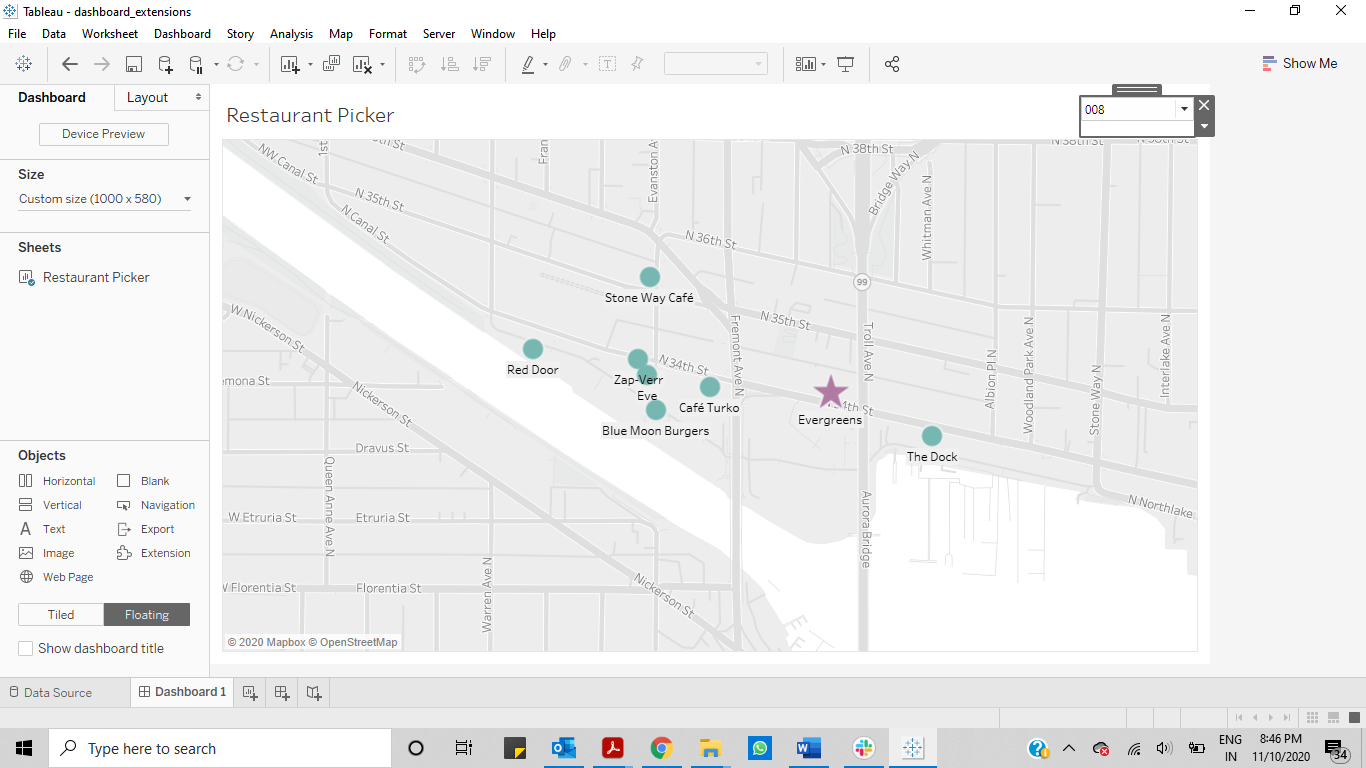 Tableau - dashboard_extensions
File Data Worksheet Dashboard Story Analysis Map Format Server Window Help
Show Me
Dashboard Layout
Device Preview
Size
Custom size (1000 x 580)
Sheets
Restaurant Picker
Objects
Horizontal Blank
Vertical Navigation
Text Export
Image Extension
Web Page
Tiled Floating
Show dashboard title
Restaurant Picker
008
NW Canal St
1st
Fran
Evanston A
N 38th St
Bridge Way N
N 38th St
N 35th St
N Canal St
N 36th St
Whitman Ave N
99
Stone Way Café
W Nickerson St
Red Door
N 34th St
Fremont Ave N
N 35th St
Troll Ave N
Albion Pl N
Woodland Park Ave N
Stone Way N
Interlake Ave N
Zap-Verr
Eve
Café Turko
Blue Moon Burgers
4th St
Evergreens
The Dock
mona St
Nickerson St
Dravus St
Queen Anne Ave N
W Etruria St
Etruria St
Aurora Bridge
N Northlake
W Florentia St
Florentia St
Warren Ave N
Nickerson St
© 2020 Mapbox © OpenStreetMap
Data Source Dashboard 1
Type here to search
ENG
IN
8:46 PM
11/10/2020
34